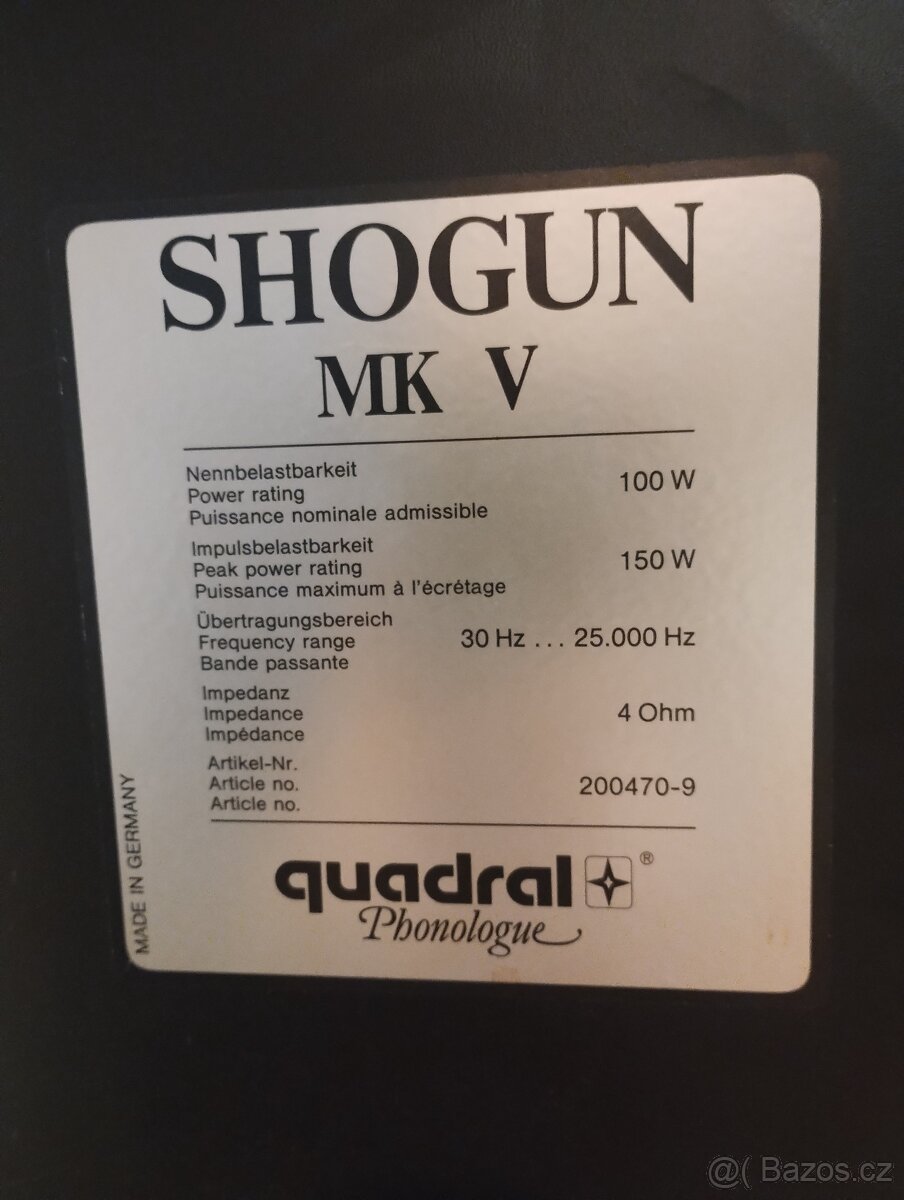 SHOGUN
MK V
Nennbelastbarkeit
Power rating 100 W
Puissance nominale admissible
Impulsbelastbarkeit
Peak power rating 150 W
Puissance maximum à l'écrétage
Übertragungsbereich
Frequency range 30 Hz ... 25.000 Hz
Bande passante
Impedanz
Impedance 4 Ohm
Impédance
Artikel-Nr.
Article no. 200470-9
Article no.
MADE IN GERMANY
quadral ®
Phonologue
@( Bazos.cz